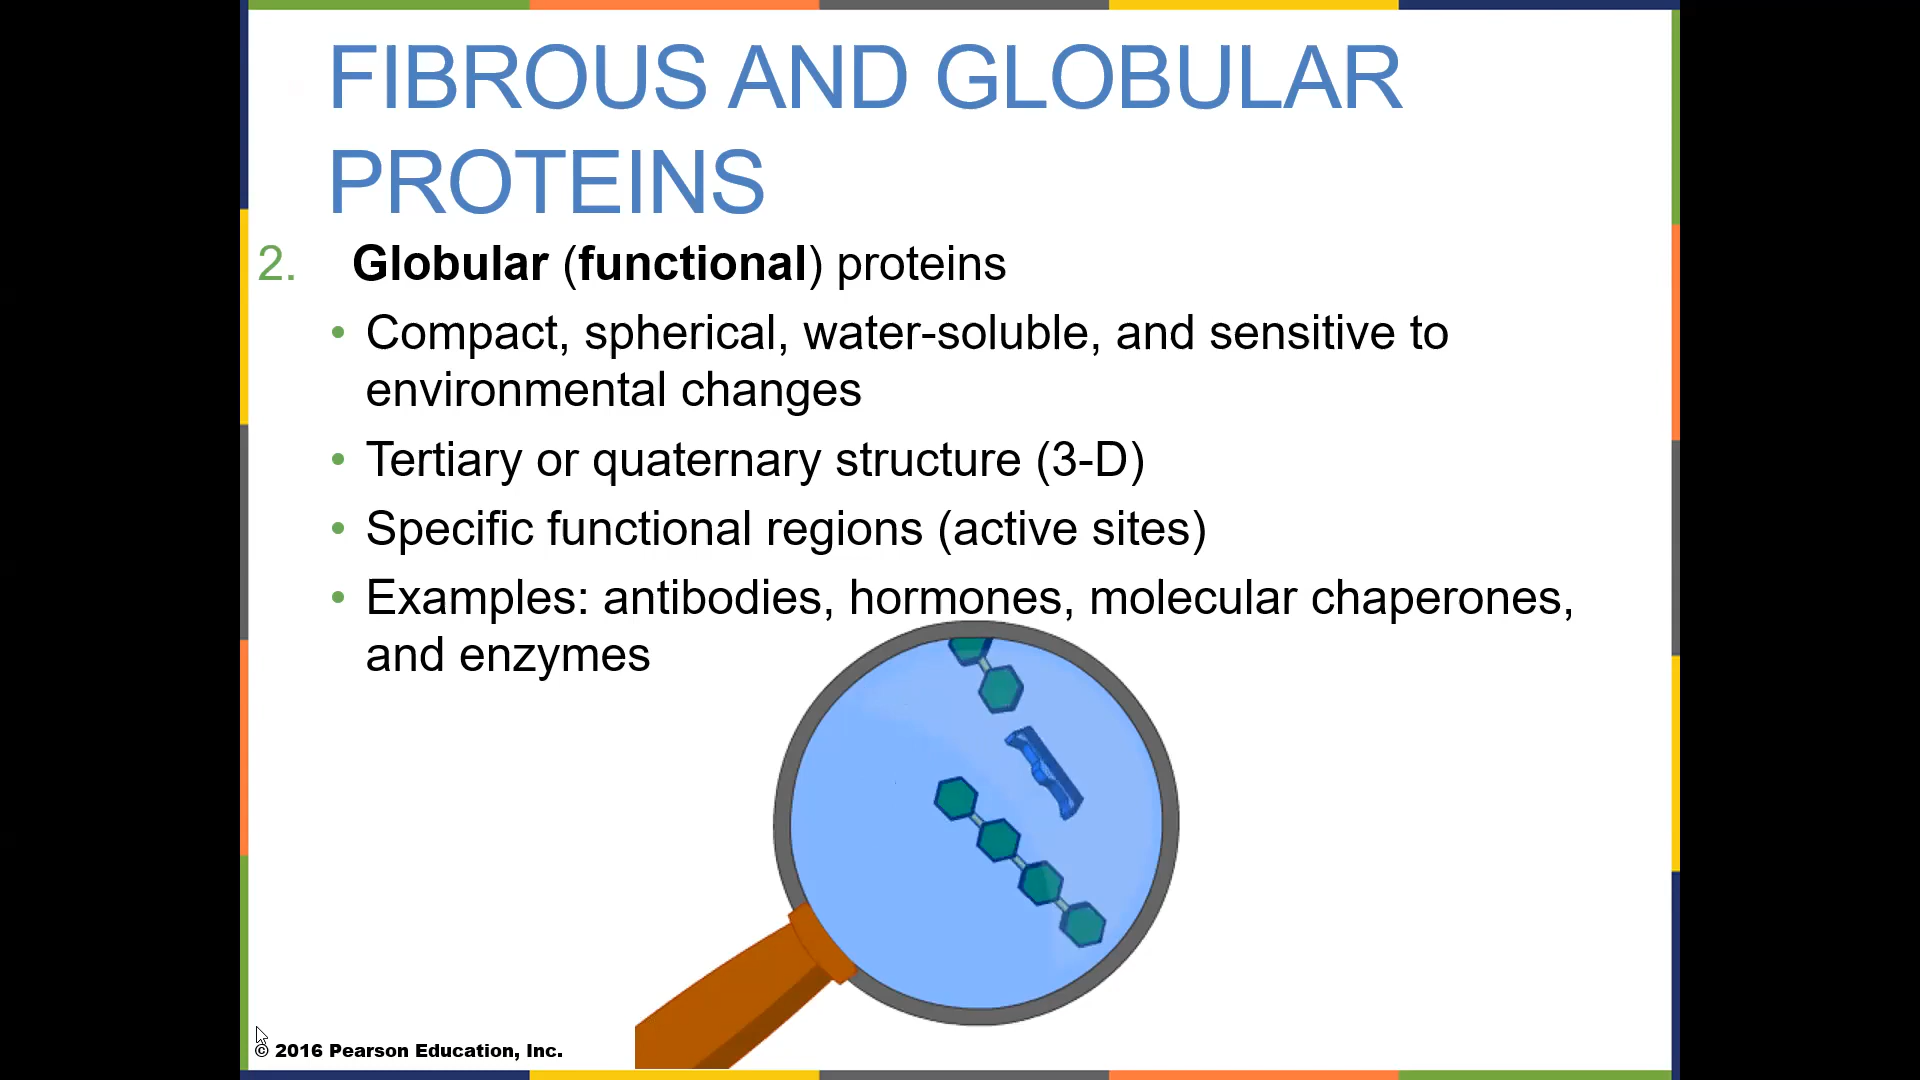 FIBROUS AND GLOBULAR
PROTEINS
2. Globular (functional) proteins
• Compact, spherical, water-soluble, and sensitive to
environmental changes
• Tertiary or quaternary structure (3-D)
• Specific functional regions (active sites)
• Examples: antibodies, hormones, molecular chaperones,
and enzymes
© 2016 Pearson Education, Inc.